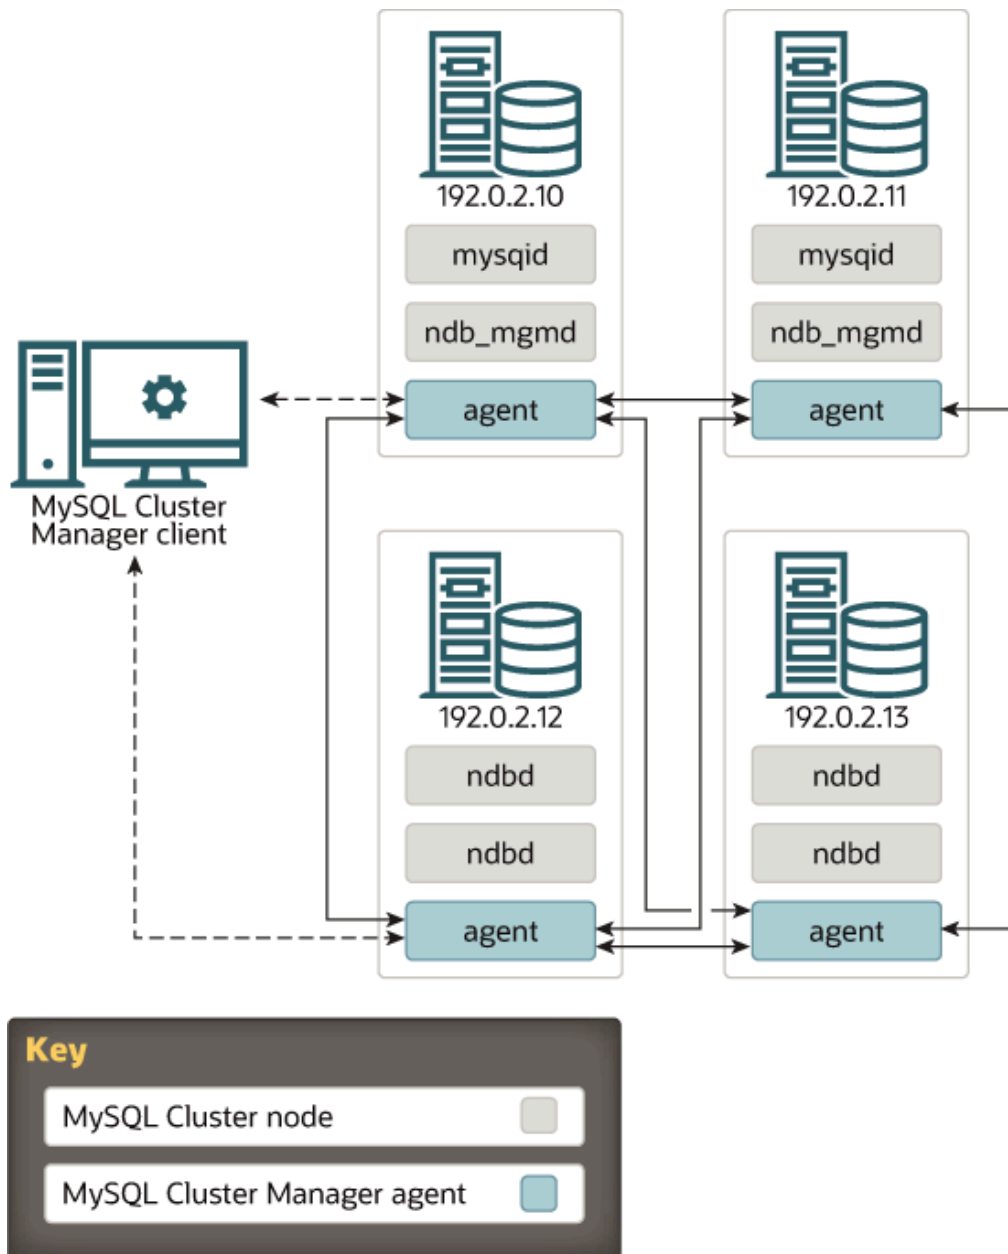 192.0.2.10
mysqid
ndb_mgmd
agent
192.0.2.11
mysqid
ndb_mgmd
agent
MySQL Cluster
Manager client
192.0.2.12
ndbd
ndbd
agent
192.0.2.13
ndbd
ndbd
agent
Key
MySQL Cluster node
MySQL Cluster Manager agent